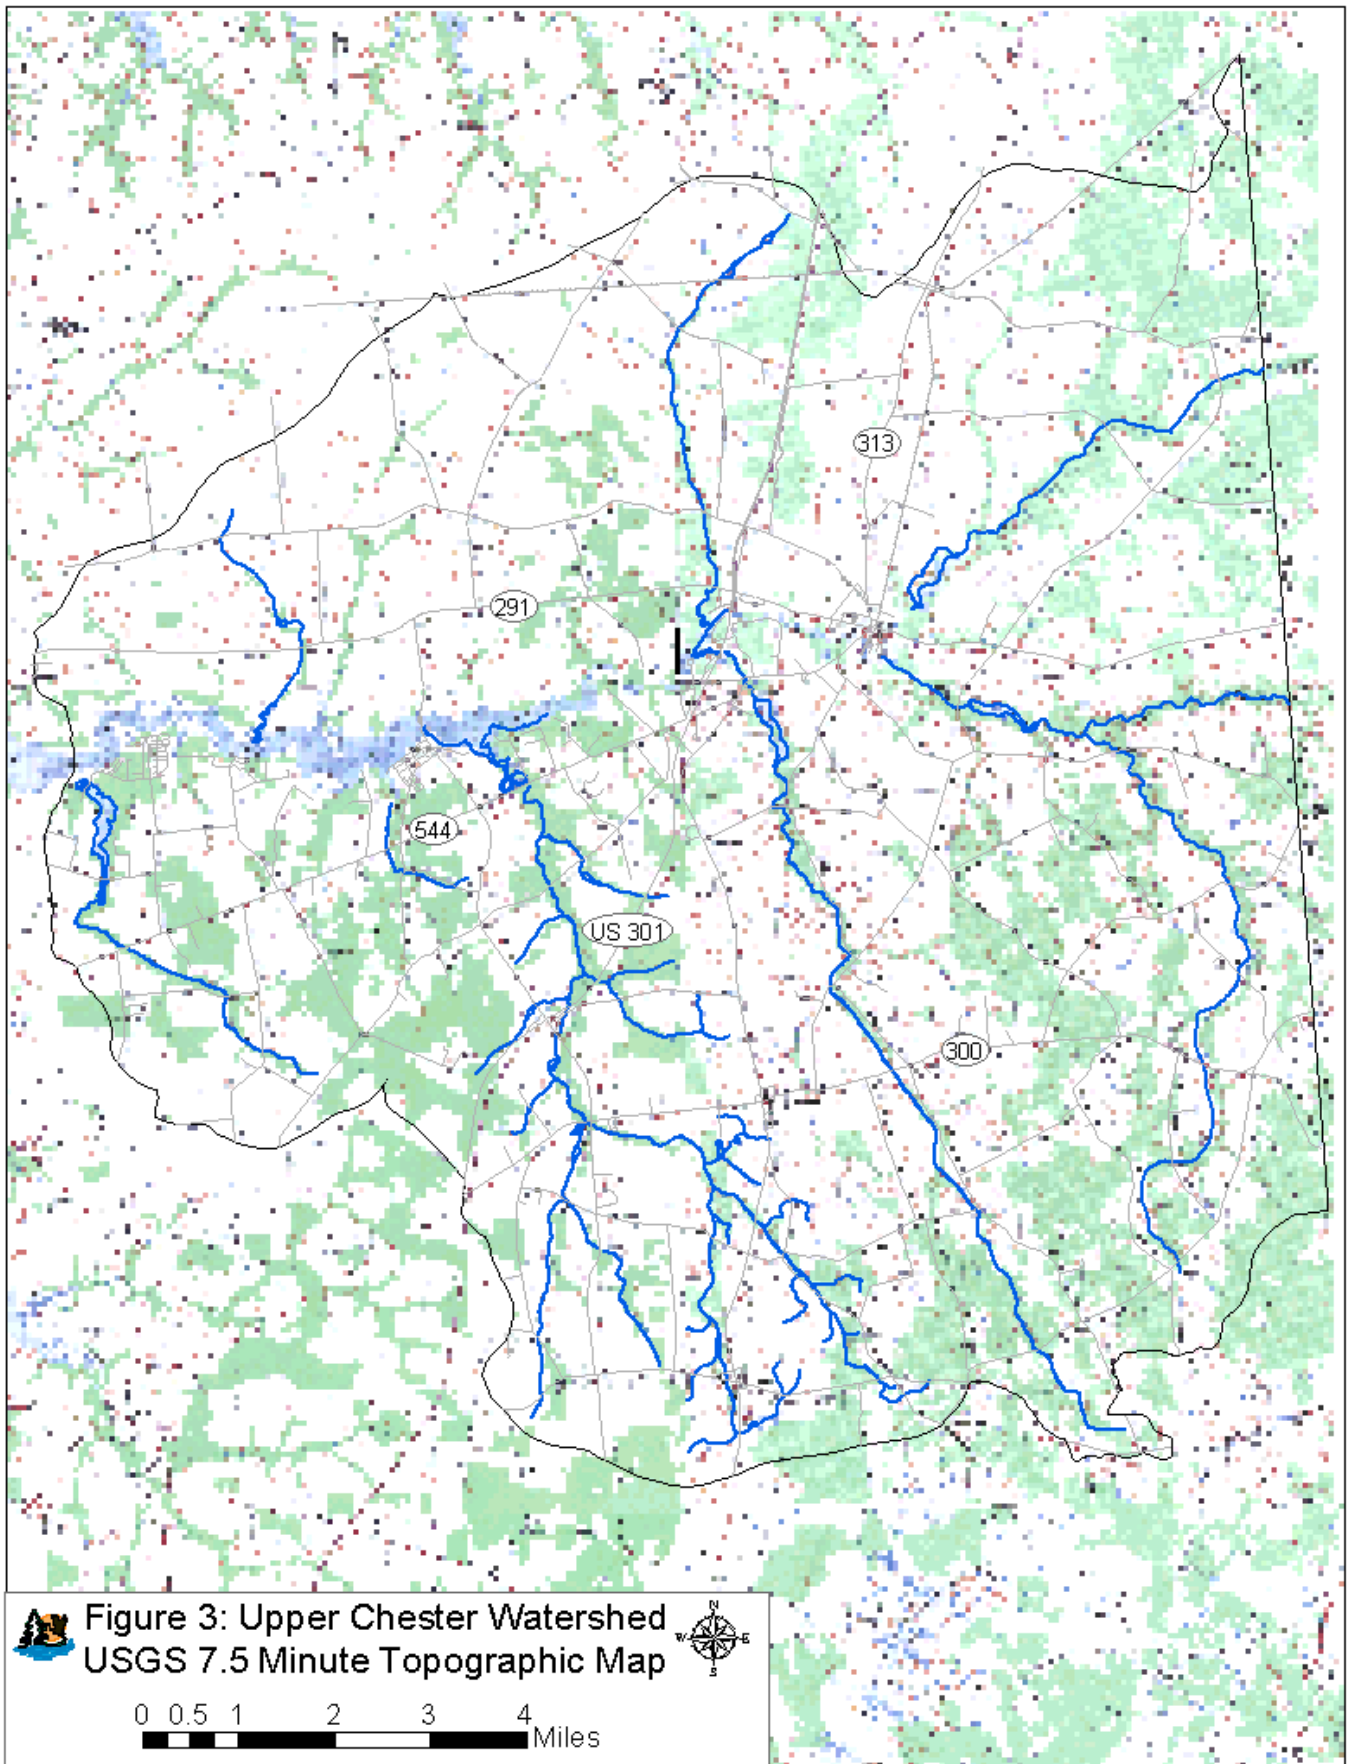 313
291
544
US 301
300
Figure 3: Upper Chester Watershed
USGS 7.5 Minute Topographic Map
N
W E
S
0 0.5 1 2 3 4
Miles